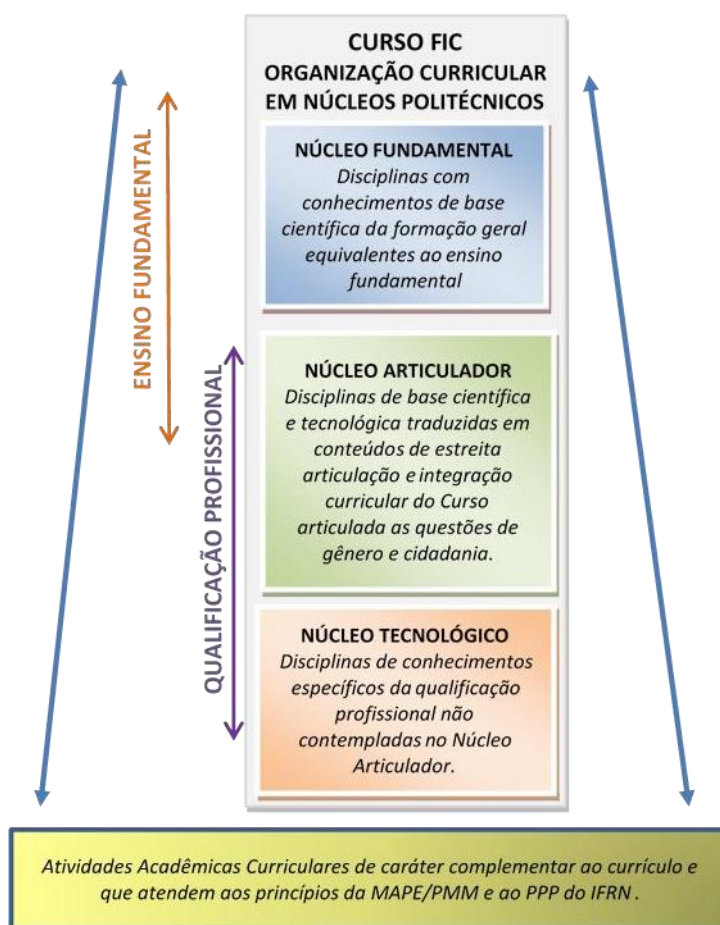 CURSO FIC
ORGANIZAÇÃO CURRICULAR
EM NÚCLEOS POLITÉCNICOS
ENSINO FUNDAMENTAL
NÚCLEO FUNDAMENTAL
Disciplinas com
conhecimentos de base
científica da formação geral
equivalentes ao ensino
fundamental
QUALIFICAÇÃO PROFISSIONAL
NÚCLEO ARTICULADOR
Disciplinas de base científica
e tecnológica traduzidas em
conteúdos de estreita
articulação e integração
curricular do Curso
articulada as questões de
gênero e cidadania.
NÚCLEO TECNOLÓGICO
Disciplinas de conhecimentos
específicos da qualificação
profissional não
contempladas no Núcleo
Articulador.
Atividades Acadêmicas Curriculares de caráter complementar ao currículo e
que atendem aos princípios da MAPE/PMM e ao PPP do IFRN .